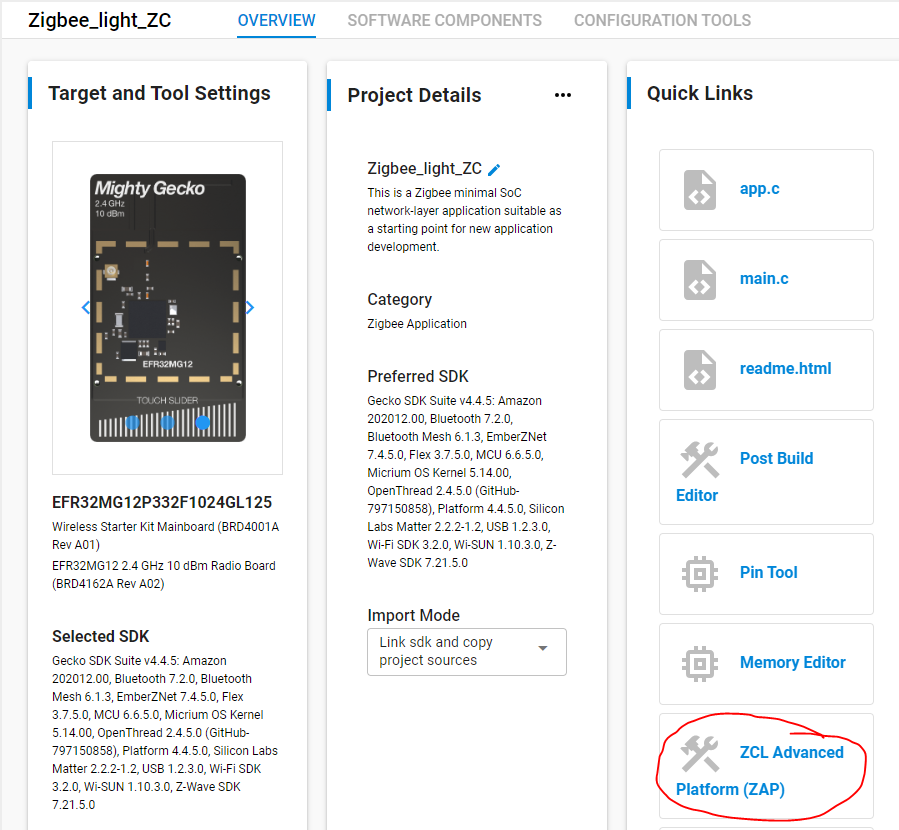 Zigbee_light_ZC
OVERVIEW
SOFTWARE COMPONENTS
CONFIGURATION TOOLS
Target and Tool Settings
Mighty Gecko
2.4 GHz
10 dBm
EFR32MG12
TOUCH SLIDER
EFR32MG12P332F1024GL125
Wireless Starter Kit Mainboard (BRD4001A
Rev A01)
EFR32MG12 2.4 GHz 10 dBm Radio Board
(BRD4162A Rev A02)
Selected SDK
Gecko SDK Suite v4.4.5: Amazon
202012.00, Bluetooth 7.2.0, Bluetooth
Mesh 6.1.3, EmberZNet 7.4.5.0, Flex
3.7.5.0, MCU 6.6.5.0, Micrium OS Kernel
5.14.00, OpenThread 2.4.5.0 (GitHub-
797150858), Platform 4.4.5.0, Silicon Labs
Matter 2.2.2-1.2, USB 1.2.3.0, Wi-Fi SDK
3.2.0, Wi-SUN 1.10.3.0, Z-Wave SDK
7.21.5.0
Project Details
Zigbee_light_ZC
This is a Zigbee minimal SoC
network-layer application suitable as
a starting point for new application
development.
Category
Zigbee Application
Preferred SDK
Gecko SDK Suite v4.4.5: Amazon
202012.00, Bluetooth 7.2.0,
Bluetooth Mesh 6.1.3, EmberZNet
7.4.5.0, Flex 3.7.5.0, MCU 6.6.5.0,
Micrium OS Kernel 5.14.00,
OpenThread 2.4.5.0 (GitHub-
797150858), Platform 4.4.5.0, Silicon
Labs Matter 2.2.2-1.2, USB 1.2.3.0,
Wi-Fi SDK 3.2.0, Wi-SUN 1.10.3.0, Z-
Wave SDK 7.21.5.0
Import Mode
Link sdk and copy
project sources
Quick Links
app.c
main.c
readme.html
Post Build
Editor
Pin Tool
Memory Editor
ZCL Advanced
Platform (ZAP)